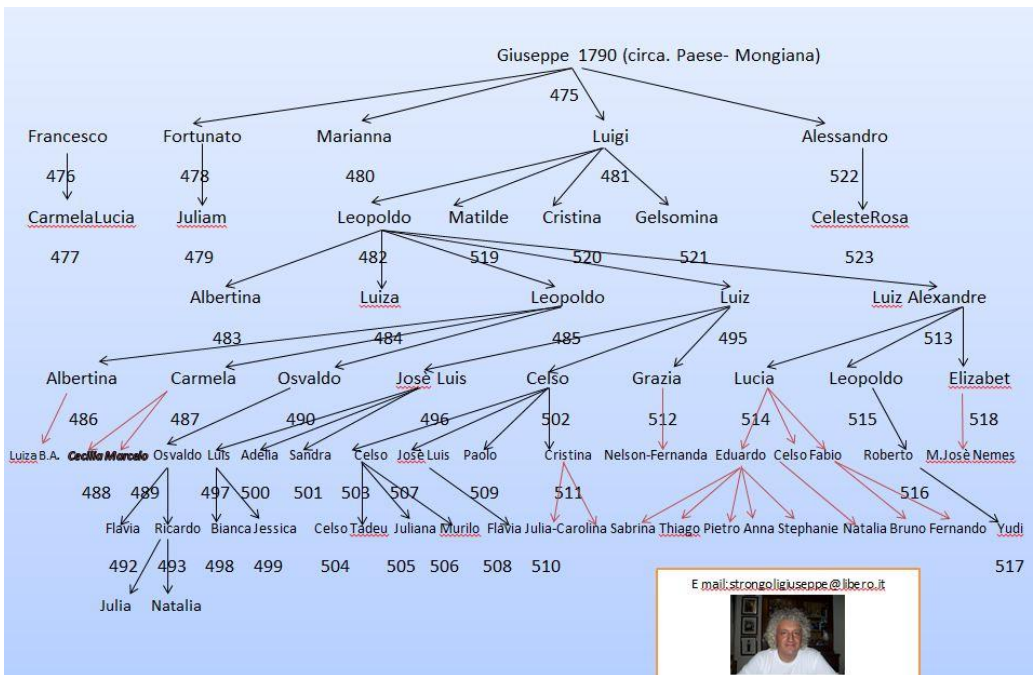 Giuseppe 1790 (circa. Paese- Mongiana)
475
Francesco Fortunato Marianna Luigi Alessandro
476 478 480 481 522
CarmelaLucia Juliam Leopoldo Matilde Cristina Gelsomina CelesteRosa
477 479 482 519 520 521 523
Albertina Luiza Leopoldo Luiz Luiz Alexandre
483 484 485 495 513
Albertina Carmela Osvaldo Josè Luis Celso Grazia Lucia Leopoldo Elizabet
486 487 490 496 502 512 514 515 518
Luiza B.A. Cecilia Marcelo Osvaldo Luis Adelia Sandra Celso Josè Luis Paolo Cristina Nelson-Fernanda Eduardo Celso Fabio Roberto M.Josè Nemes
488 489 497 500 501 503 507 509 511 516
Flavia Ricardo Bianca Jessica Celso Tadeu Juliana Murilo Flavia Julia-Carolina Sabrina Thiago Pietro Anna Stephanie Natalia Bruno Fernando Yudi
492 493 498 499 504 505 506 508 510 517
Julia Natalia
E mail:strongoligiuseppe@libero.it